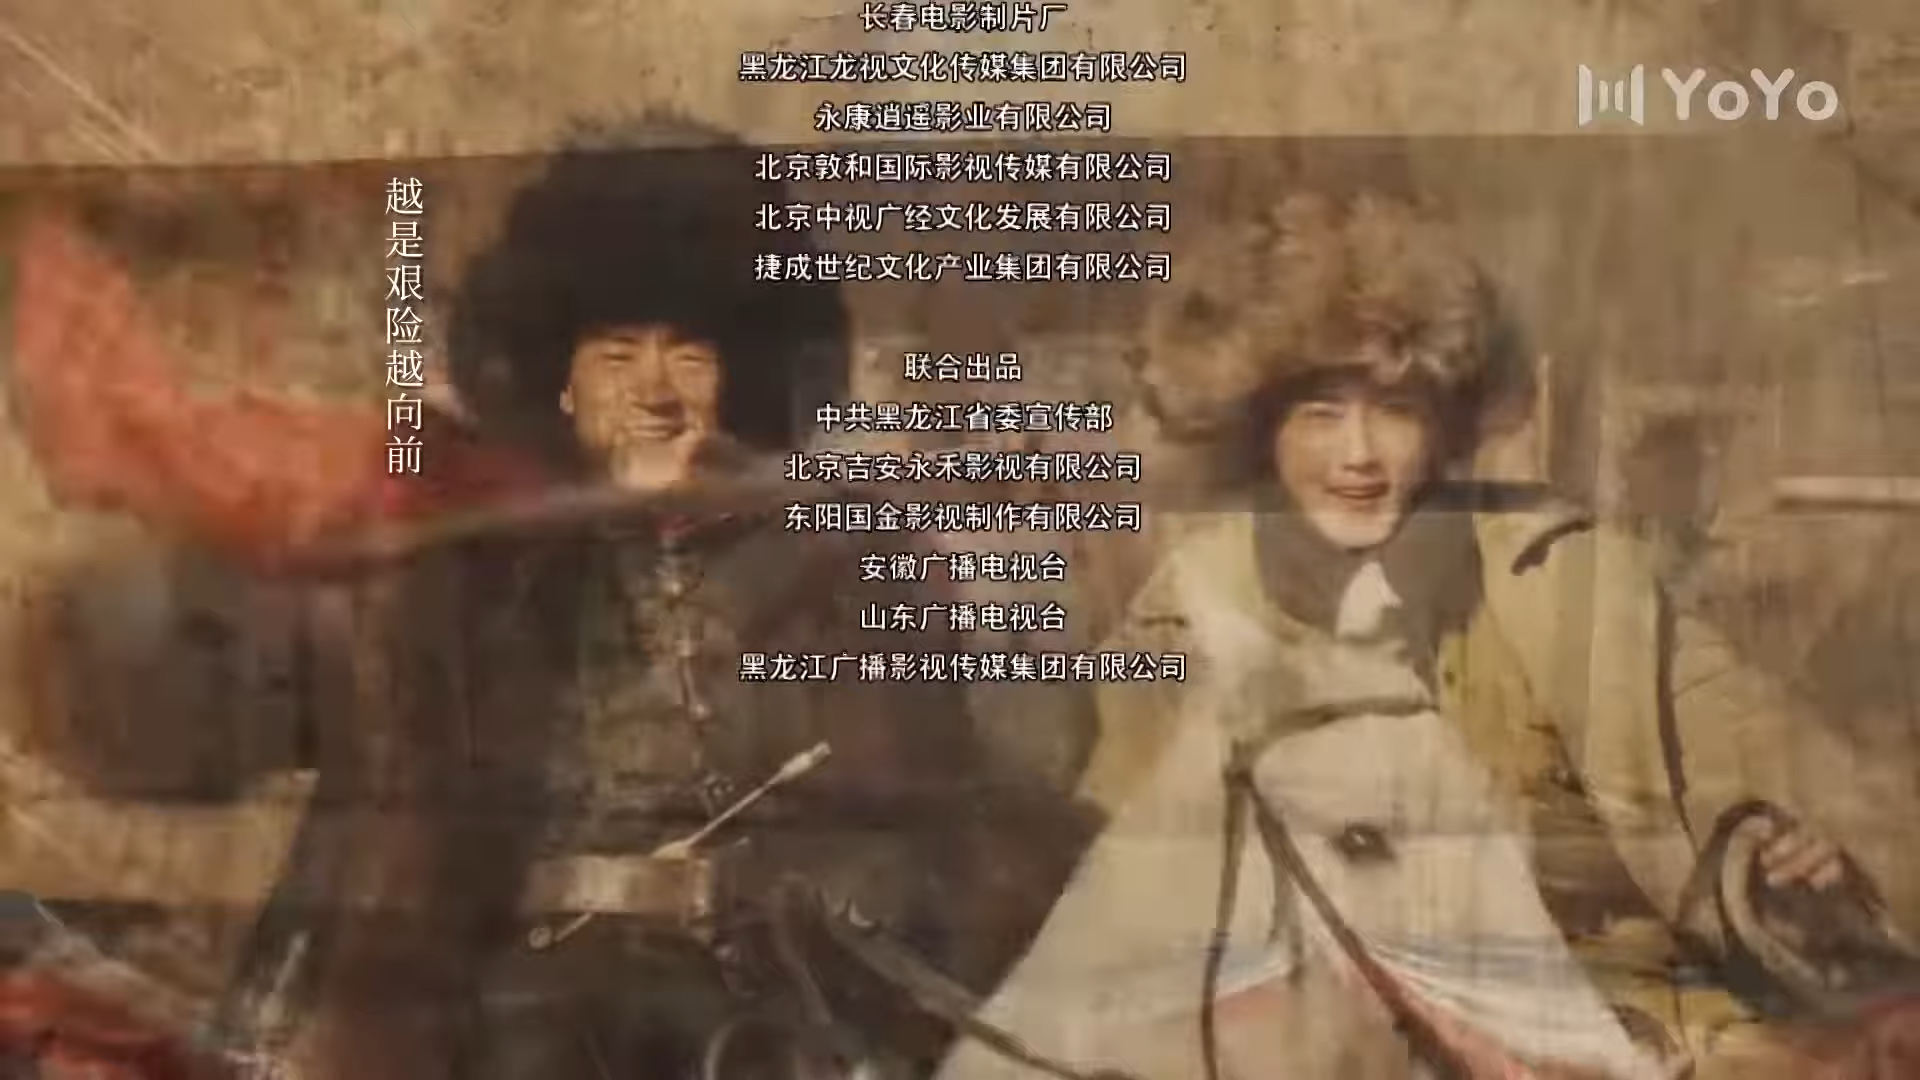 长春电影制片厂
黑龙江龙视文化传媒集团有限公司
永康逍遥影业有限公司
北京敦和国际影视传媒有限公司
北京中视广经文化发展有限公司
捷成世纪文化产业集团有限公司
联合出品
中共黑龙江省委宣传部
北京吉安永禾影视有限公司
东阳国金影视制作有限公司
安徽广播电视台
山东广播电视台
黑龙江广播影视传媒集团有限公司
越是艰险越向前
YoYo